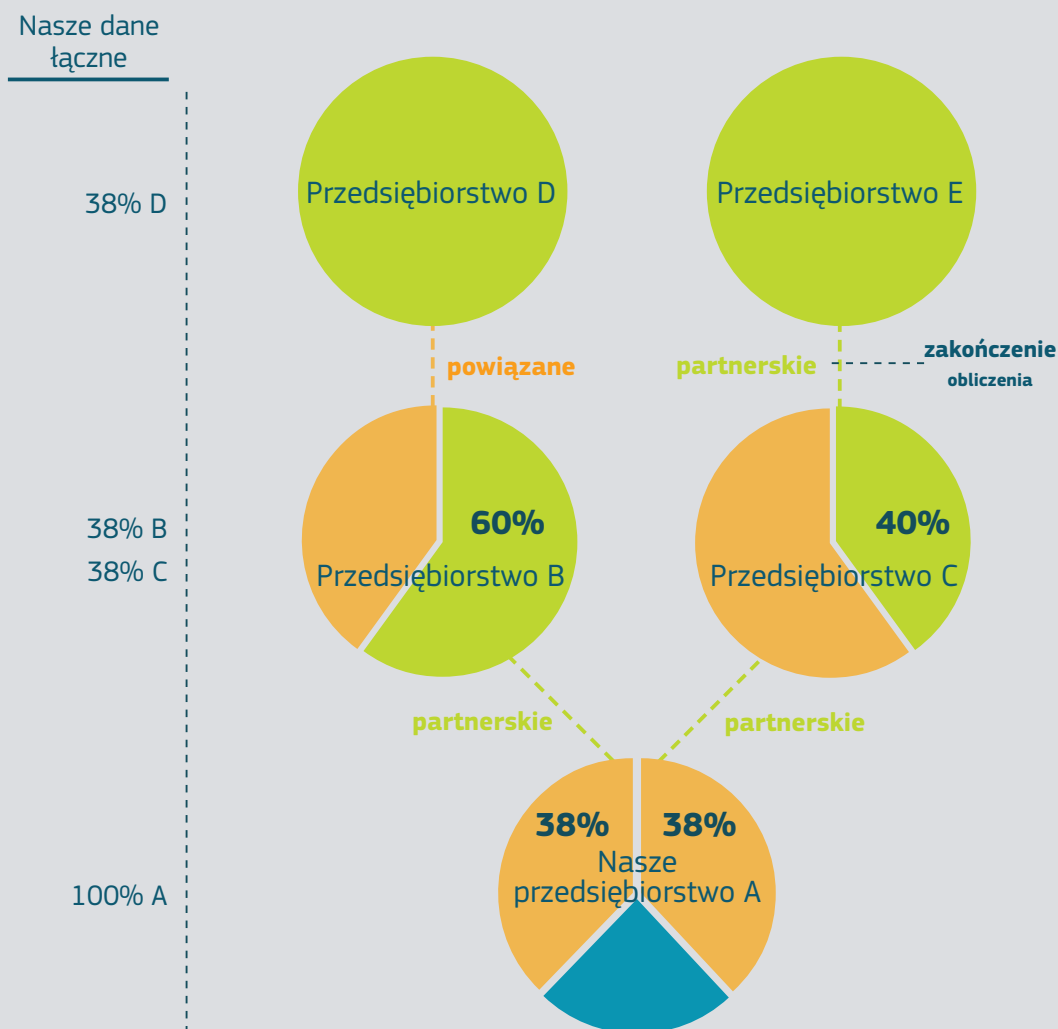 Nasze dane
łączne
38% D
Przedsiębiorstwo D
Przedsiębiorstwo E
powiązane
partnerskie
zakończenie
obliczenia
38% B
38% C
60%
Przedsiębiorstwo B
40%
Przedsiębiorstwo C
partnerskie
partnerskie
100% A
38%
38%
Nasze
przedsiębiorstwo A